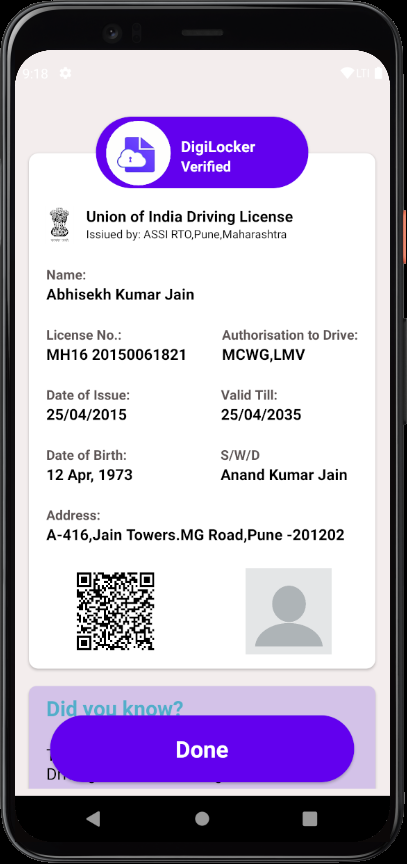 9:18 LTE
DigiLocker
Verified
Union of India Driving License
Issiued by: ASSI RTO,Pune,Maharashtra
Name:
Abhisekh Kumar Jain
License No.: Authorisation to Drive:
MH16 20150061821 MCWG,LMV
Date of Issue: Valid Till:
25/04/2015 25/04/2035
Date of Birth: S/W/D
12 Apr, 1973 Anand Kumar Jain
Address:
A-416,Jain Towers.MG Road,Pune -201202
Did you know?
Done